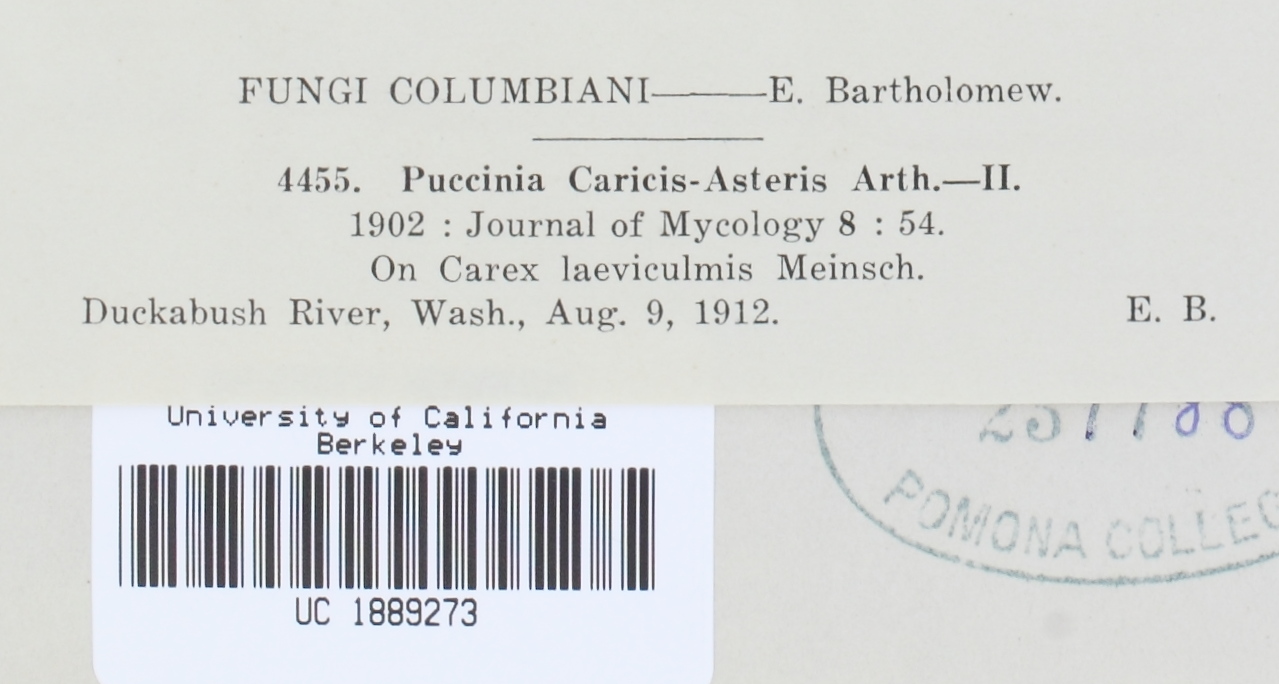 FUNGI COLUMBIANI———E. Bartholomew.
4455. Puccinia Caricis-Asteris Arth.—II.
1902 : Journal of Mycology 8 : 54.
On Carex laeviculmis Meinsch.
Duckabush River, Wash., Aug. 9, 1912. E. B.
University of California
Berkeley
UC 1889273
POMONA COLLEG